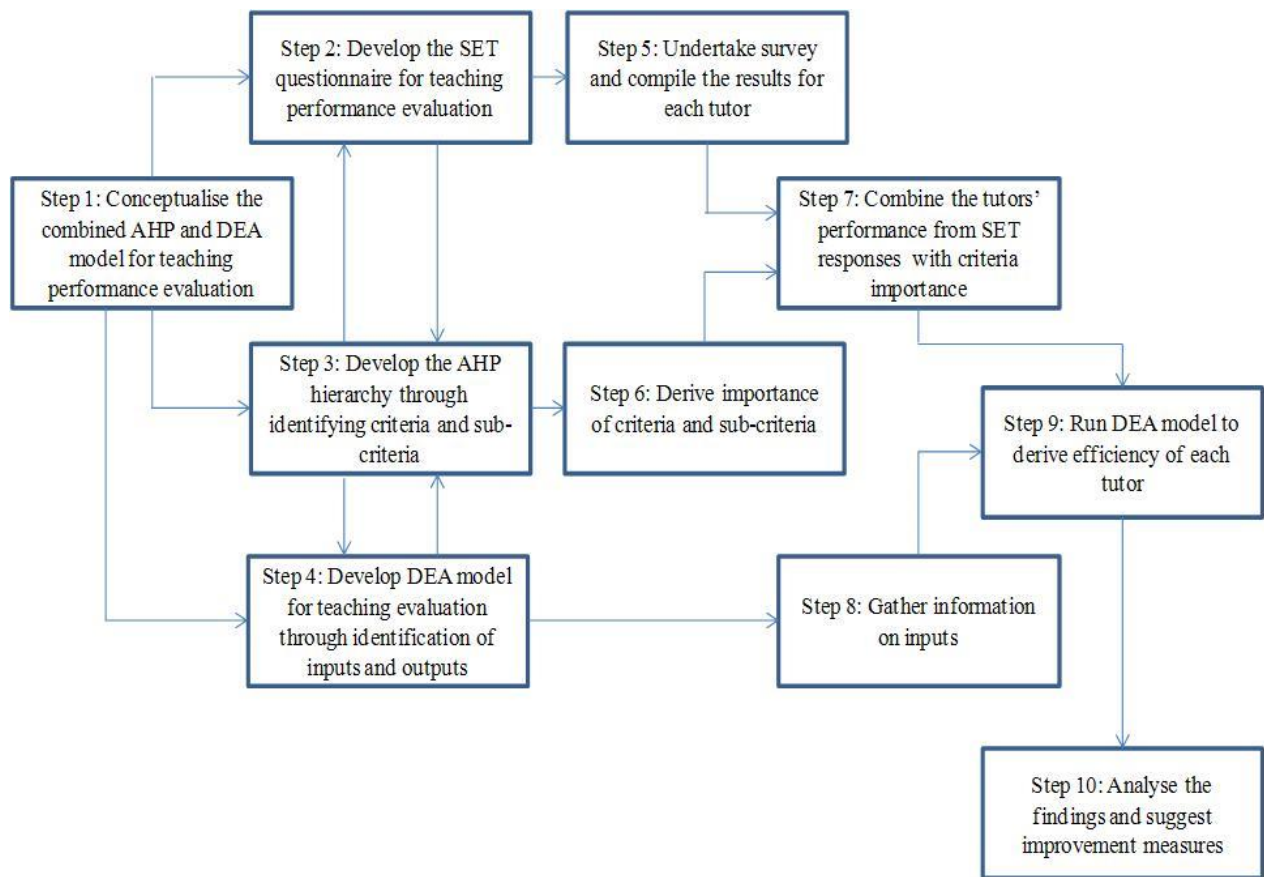 Step 1: Conceptualise the
combined AHP and DEA
model for teaching
performance evaluation
Step 2: Develop the SET
questionnaire for teaching
performance evaluation
Step 3: Develop the AHP
hierarchy through
identifying criteria and sub-
criteria
Step 4: Develop DEA model
for teaching evaluation
through identification of
inputs and outputs
Step 5: Undertake survey
and compile the results for
each tutor
Step 6: Derive importance
of criteria and sub-criteria
Step 7: Combine the tutors’
performance from SET
responses with criteria
importance
Step 8: Gather information
on inputs
Step 9: Run DEA model to
derive efficiency of each
tutor
Step 10: Analyse the
findings and suggest
improvement measures